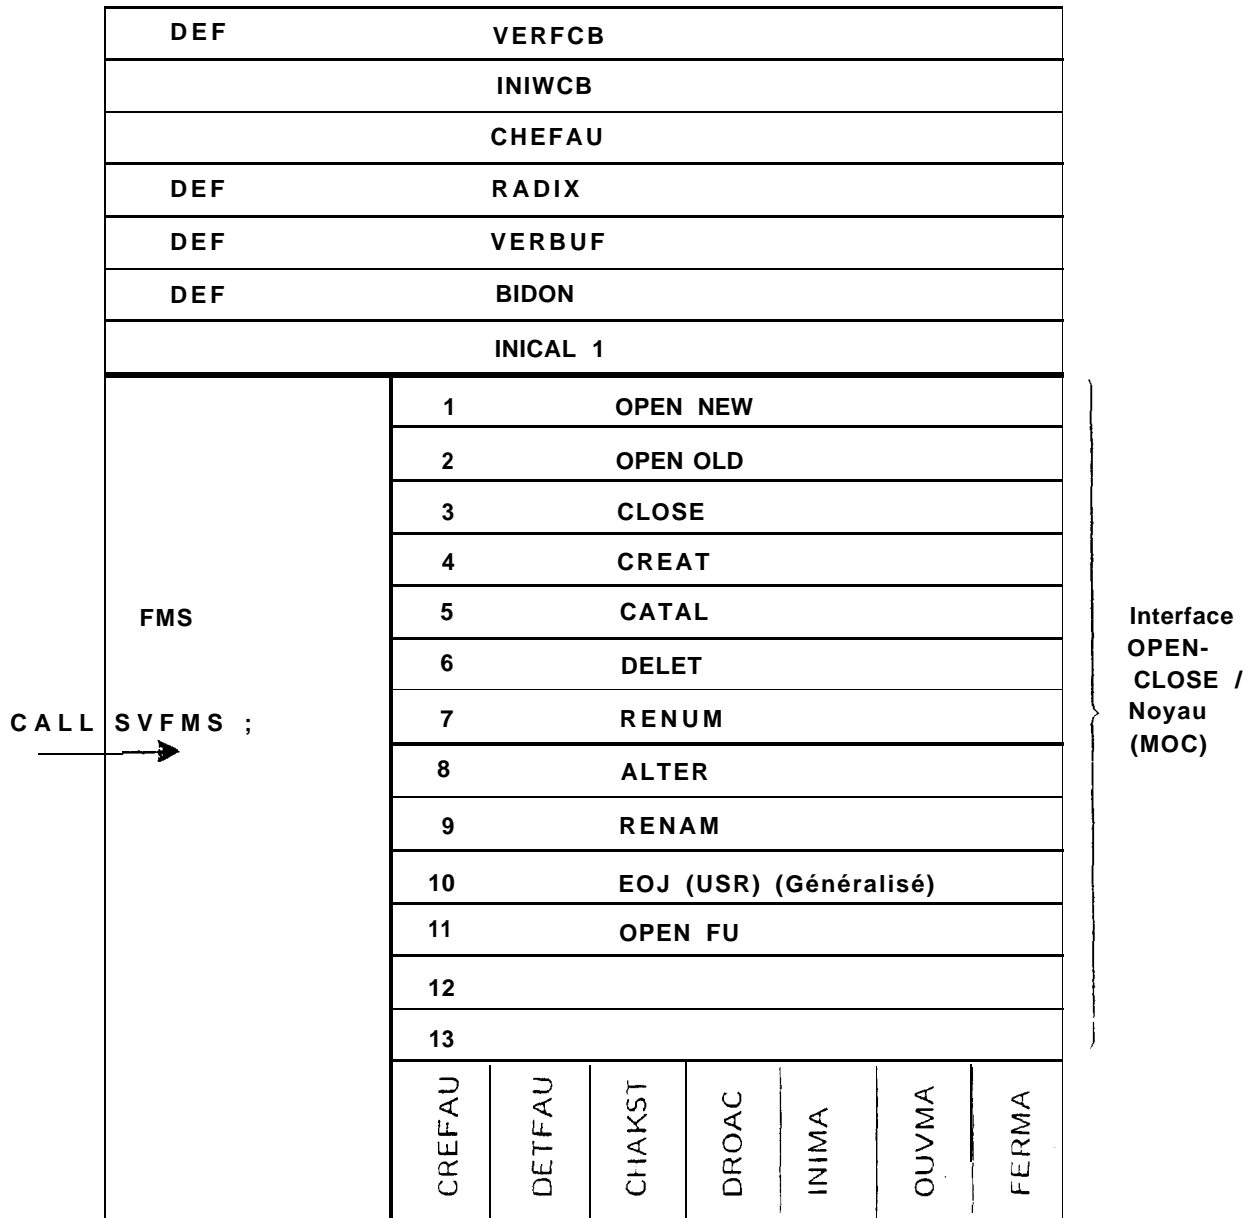 DEF VERFCB
INIWCB
CHEFAU
DEF RADIX
DEF VERBUF
DEF BIDON
INICAL 1
1 OPEN NEW
2 OPEN OLD
3 CLOSE
4 CREAT
5 CATAL
6 DELET
7 RENUM
8 ALTER
9 RENAM
10 EOJ (USR) (Généralisé)
11 OPEN FU
12
13
FMS
CALL SVFMS ;
Interface
OPEN-
CLOSE /
Noyau
(MOC)
CREFAU
DETFAU
CHAKST
DROAC
INIMA
OUVMA
FERMA